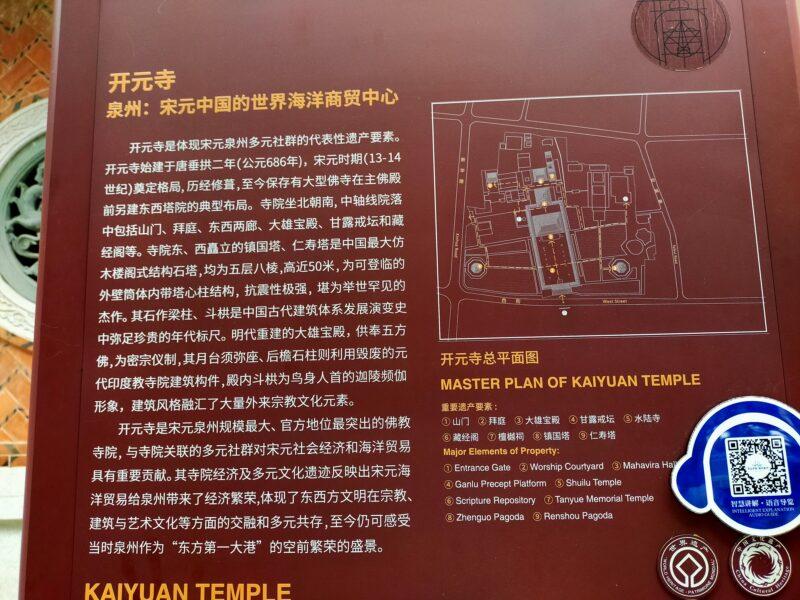 开元寺
泉州：宋元中国的世界海洋商贸中心
开元寺是体现宋元泉州多元社群的代表性遗产要素。
开元寺始建于唐垂拱二年(公元686年)，宋元时期(13-14
世纪)奠定格局，历经修葺，至今保存有大型佛寺在主佛殿
前另建东西塔院的典型布局。寺院坐北朝南，中轴线院落
中包括山门、拜庭、东西两廊、大雄宝殿、甘露戒坛和藏
经阁等。寺院东、西矗立的镇国塔、仁寿塔是中国最大仿
木楼阁式结构石塔，均为五层八棱，高近50米，为可登临的
外壁筒体内带塔心柱结构，抗震性极强，堪为举世罕见的
杰作。其石作梁柱、斗栱是中国古代建筑体系发展演变史
中弥足珍贵的年代标尺。明代重建的大雄宝殿，供奉五方
佛，为密宗仪制，其月台须弥座、后檐石柱则利用毁废的元
代印度教寺院建筑构件，殿内斗栱为鸟身人首的迦陵频伽
形象，建筑风格融汇了大量外来宗教文化元素。
开元寺是宋元泉州规模最大、官方地位最突出的佛教
寺院，与寺院关联的多元社群对宋元社会经济和海洋贸易
具有重要贡献。其寺院经济及多元文化遗迹反映出宋元海
洋贸易给泉州带来了经济繁荣，体现了东西方文明在宗教、
建筑与艺术文化等方面的交融和多元共存，至今仍可感受
当时泉州作为“东方第一大港”的空前繁荣的盛景。
KAIYUAN TEMPLE
西街
West Street
开元寺总平面图
MASTER PLAN OF KAIYUAN TEMPLE
重要遗产要素：
①山门 ②拜庭 ③大雄宝殿 ④甘露戒坛 ⑤水陆寺
⑥藏经阁 ⑦檀樾祠 ⑧镇国塔 ⑨仁寿塔
Major Elements of Property:
①Entrance Gate ②Worship Courtyard ③Mahavira Hall
④Ganlu Precept Platform ⑤Shuilu Temple
⑥Scripture Repository ⑦Tanyue Memorial Temple
⑧Zhenguo Pagoda ⑨Renshou Pagoda
智慧讲解·语音导览
INTELLIGENT EXPLANATION
AUDIO GUIDE
世界遗产
WORLD HERITAGE · PATRIMOINE MONDIAL
China Cultural Heritage